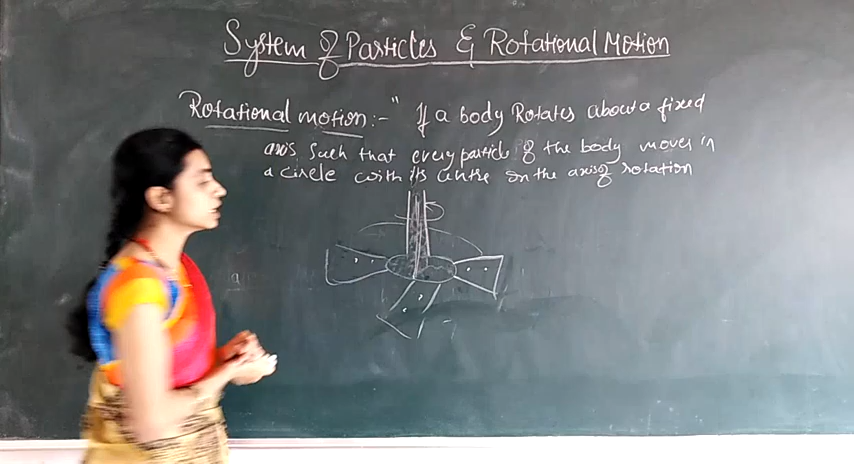 System of Particles & Rotational Motion
Rotational motion:- " If a body Rotates about a fixed
axis such that every particle of the body moves in
a circle with its centre on the axis of rotation